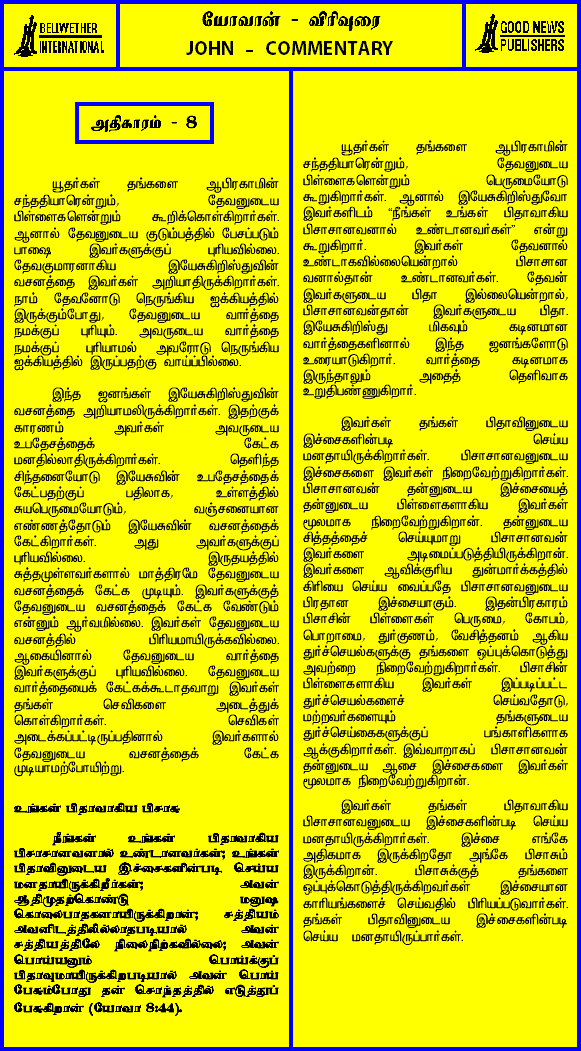 BELWETHER
INTERNATIONAL
யோவான் - விரிவுரை
JOHN - COMMENTARY
GOOD NEWS
PUBLISHERS
அதிகாரம் - 8
யூதர்கள் தங்களை ஆபிரகாமின்
சந்ததியாரென்றும், தேவனுடைய
பிள்ளைகளென்றும் கூறிக்கொள்கிறார்கள்.
ஆனால் தேவனுடைய குடும்பத்தில் பேசப்படும்
பாஷை இவர்களுக்குப் புரியவில்லை.
தேவகுமாரனாகிய இயேசுகிறிஸ்துவின்
வசனத்தை இவர்கள் அறியாதிருக்கிறார்கள்.
நாம் தேவனோடு நெருங்கிய ஐக்கியத்தில்
இருக்கும்போது, தேவனுடைய வார்த்தை
நமக்குப் புரியும். அவருடைய வார்த்தை
நமக்குப் புரியாமல் அவரோடு நெருங்கிய
ஐக்கியத்தில் இருப்பதற்கு வாய்ப்பில்லை.
இந்த ஜனங்கள் இயேசுகிறிஸ்துவின்
வசனத்தை அறியாமலிருக்கிறார்கள். இதற்குக்
காரணம் அவர்கள் அவருடைய
உபதேசத்தைக் கேட்க
மனதில்லாதிருக்கிறார்கள். தெளிந்த
சிந்தனையோடு இயேசுவின் உபதேசத்தைக்
கேட்பதற்குப் பதிலாக, உள்ளத்தில்
சுயபெருமையோடும், வஞ்சனையான
எண்ணத்தோடும் இயேசுவின் வசனத்தைக்
கேட்கிறார்கள். அது அவர்களுக்குப்
புரியவில்லை. இருதயத்தில்
சுத்தமுள்ளவர்களால் மாத்திரமே தேவனுடைய
வசனத்தைக் கேட்க முடியும். இவர்களுக்குத்
தேவனுடைய வசனத்தைக் கேட்க வேண்டும்
என்னும் ஆர்வமில்லை. இவர்கள் தேவனுடைய
வசனத்தில் பிரியமாயிருக்கவில்லை.
ஆகையினால் தேவனுடைய வார்த்தை
இவர்களுக்குப் புரியவில்லை. தேவனுடைய
வார்த்தையைக் கேட்கக்கூடாதவாறு இவர்கள்
தங்கள் செவிகளை அடைத்துக்
கொள்கிறார்கள். செவிகள்
அடைக்கப்பட்டிருப்பதினால் இவர்களால்
தேவனுடைய வசனத்தைக் கேட்க
முடியாமற்போயிற்று.
உங்கள் பிதாவாகிய பிசாசு
நீங்கள் உங்கள் பிதாவாகிய
பிசாசானவனால் உண்டானவர்கள்; உங்கள்
பிதாவினுடைய இச்சைகளின்படி செய்ய
மனதாயிருக்கிறீர்கள்; அவன்
ஆதிமுதற்கொண்டு மனுஷ
கொலைபாதகனாயிருக்கிறான்; சத்தியம்
அவனிடத்திலில்லாதபடியால் அவன்
சத்தியத்திலே நிலைநிற்கவில்லை; அவன்
பொய்யனும் பொய்க்குப்
பிதாவுமாயிருக்கிறபடியால் அவன் பொய்
பேசும்போது தன் சொந்தத்தில் எடுத்துப்
பேசுகிறான் (யோவா 8:44).
யூதர்கள் தங்களை ஆபிரகாமின்
சந்ததியாரென்றும், தேவனுடைய
பிள்ளைகளென்றும் பெருமையோடு
கூறுகிறார்கள். ஆனால் இயேசுகிறிஸ்துவோ
இவர்களிடம் "நீங்கள் உங்கள் பிதாவாகிய
பிசாசானவனால் உண்டானவர்கள்" என்று
கூறுகிறார். இவர்கள் தேவனால்
உண்டாகவில்லையென்றால் பிசாசான
வனால்தான் உண்டானவர்கள். தேவன்
இவர்களுடைய பிதா இல்லையென்றால்,
பிசாசானவன்தான் இவர்களுடைய பிதா.
இயேசுகிறிஸ்து மிகவும் கடினமான
வார்த்தைகளினால் இந்த ஜனங்களோடு
உரையாடுகிறார். வார்த்தை கடினமாக
இருந்தாலும் அதைத் தெளிவாக
உறுதிபண்ணுகிறார்.
இவர்கள் தங்கள் பிதாவினுடைய
இச்சைகளின்படி செய்ய
மனதாயிருக்கிறார்கள். பிசாசானவனுடைய
இச்சைகளை இவர்கள் நிறைவேற்றுகிறார்கள்.
பிசாசானவன் தன்னுடைய இச்சையைத்
தன்னுடைய பிள்ளைகளாகிய இவர்கள்
மூலமாக நிறைவேற்றுகிறான். தன்னுடைய
சித்தத்தைச் செய்யுமாறு பிசாசானவன்
இவர்களை அடிமைப்படுத்தியிருக்கிறான்.
இவர்களை ஆவிக்குரிய துன்மார்க்கத்தில்
கிரியை செய்ய வைப்பதே பிசாசானவனுடைய
பிரதான இச்சையாகும். இதன்பிரகாரம்
பிசாசின் பிள்ளைகள் பெருமை, கோபம்,
பொறாமை, துர்குணம், வேசித்தனம் ஆகிய
துர்ச்செயல்களுக்கு தங்களை ஒப்புக்கொடுத்து
அவற்றை நிறைவேற்றுகிறார்கள். பிசாசின்
பிள்ளைகளாகிய இவர்கள் இப்படிப்பட்ட
துர்ச்செயல்களைச் செய்வதோடு,
மற்றவர்களையும் தங்களுடைய
துர்ச்செய்கைகளுக்குப் பங்காளிகளாக
ஆக்குகிறார்கள். இவ்வாறாகப் பிசாசானவன்
தன்னுடைய ஆசை இச்சைகளை இவர்கள்
மூலமாக நிறைவேற்றுகிறான்.
இவர்கள் தங்கள் பிதாவாகிய
பிசாசானவனுடைய இச்சைகளின்படி செய்ய
மனதாயிருக்கிறார்கள். இச்சை எங்கே
அதிகமாக இருக்கிறதோ அங்கே பிசாசும்
இருக்கிறான். பிசாசுக்குத் தங்களை
ஒப்புக்கொடுத்திருக்கிறவர்கள் இச்சையான
காரியங்களைச் செய்வதில் பிரியப்படுவார்கள்.
தங்கள் பிதாவினுடைய இச்சைகளின்படி
செய்ய மனதாயிருப்பார்கள்.